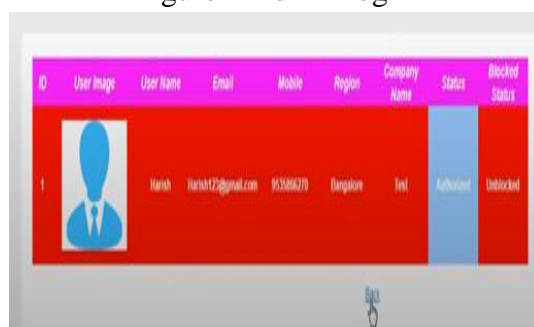 ID User Image User Name Email Mobile Region Company Name Status Blocked Status
1 Harish Harish123@gmail.com 9535866270 Bangalore Test Authorized Unblocked
Back